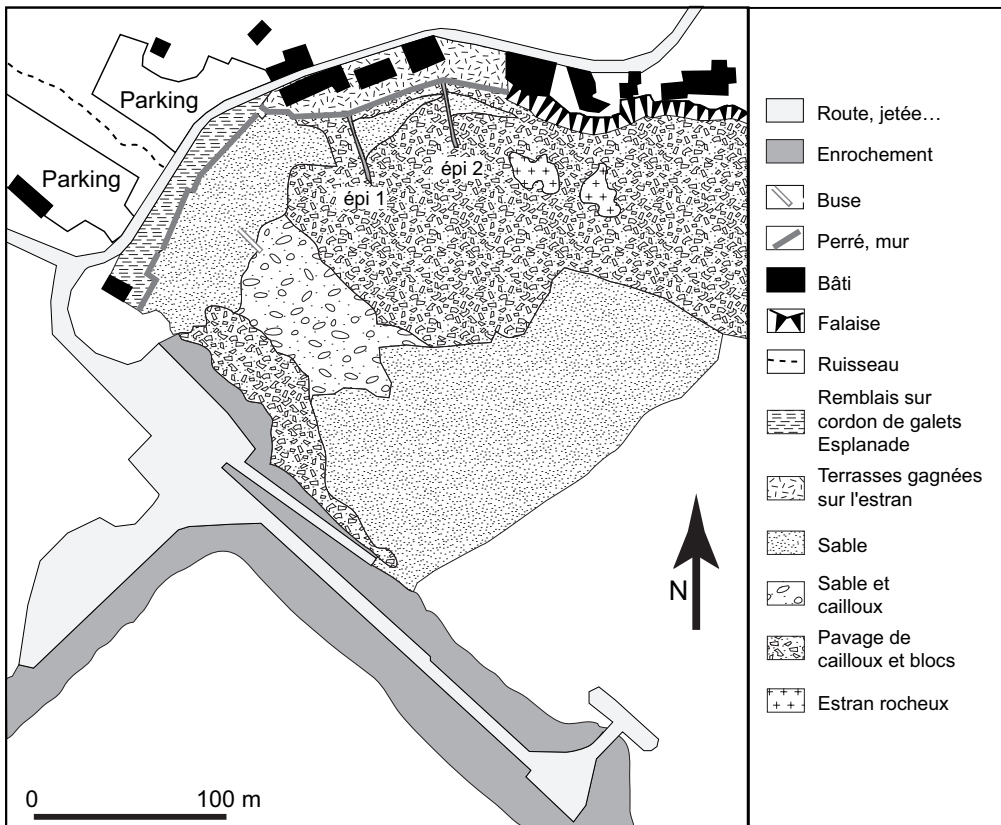 Parking
Parking
épi 1
épi 2
N
0 100 m
Route, jetée…
Enrochement
Buse
Perré, mur
Bâti
Falaise
Ruisseau
Remblais sur
cordon de galets
Esplanade
Terrasses gagnées
sur l'estran
Sable
Sable et
cailloux
Pavage de
cailloux et blocs
Estran rocheux